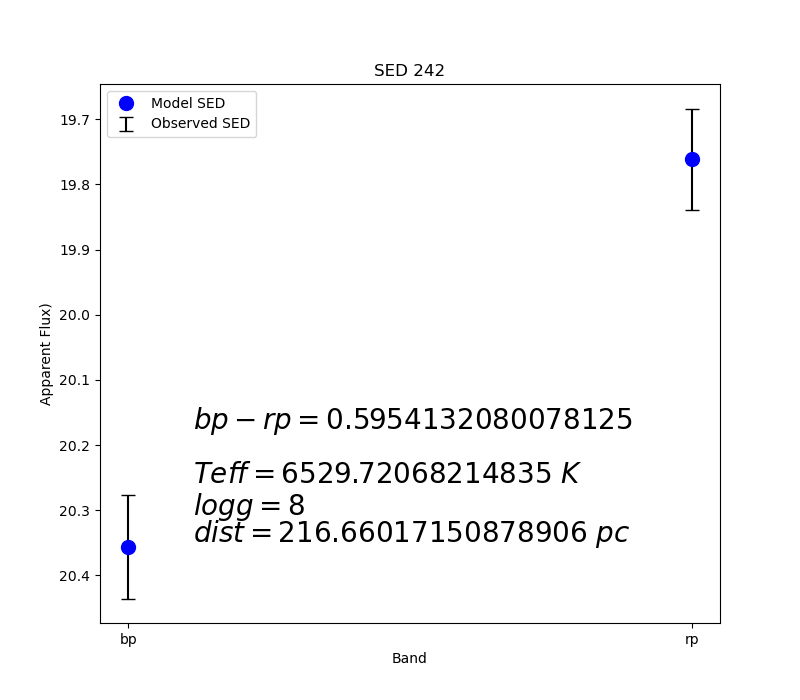 SED 242
Model SED
Observed SED
19.7
19.8
19.9
20.0
20.1
20.2
20.3
20.4
Apparent Flux)
bp − rp = 0.5954132080078125
Teff = 6529.72068214835 K
logg = 8
dist = 216.66017150878906 pc
bp
rp
Band